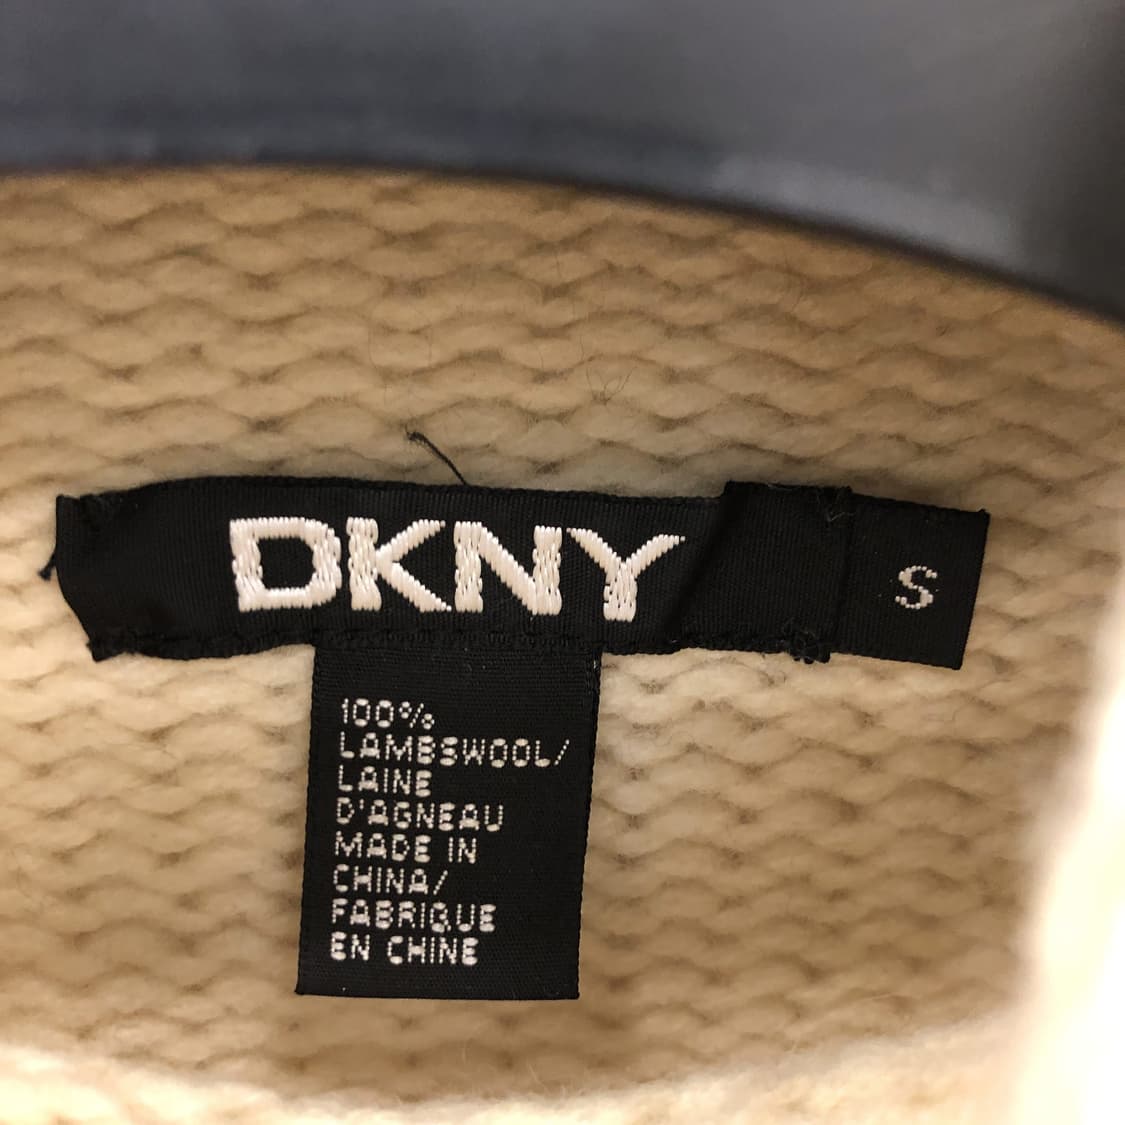 DKNY
S
100%
LAMBSWOOL/
LAINE
D'AGNEAU
MADE IN
CHINA/
FABRIQUE
EN CHINE